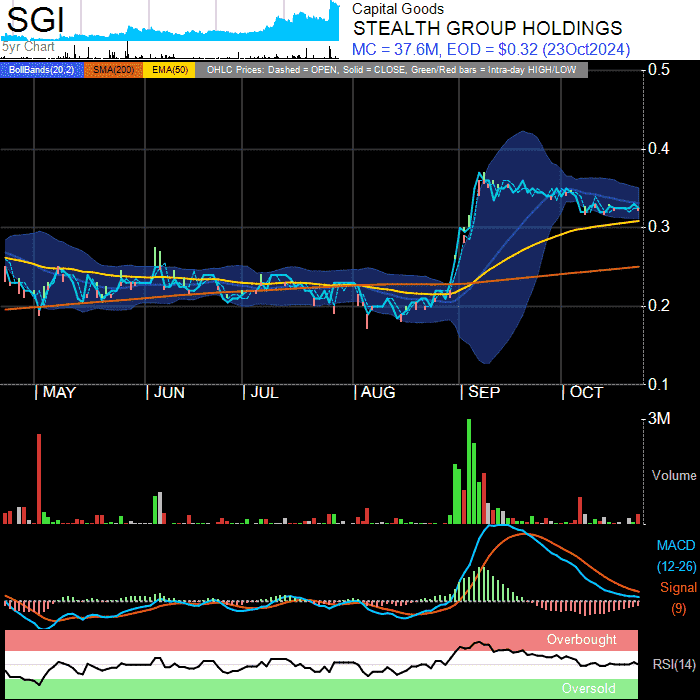 SGI
5yr Chart
Capital Goods
STEALTH GROUP HOLDINGS
MC = 37.6M, EOD = $0.32 (23Oct2024)
BollBands(20,2) SMA(200) EMA(50) OHLC Prices: Dashed = OPEN, Solid = CLOSE, Green/Red bars = Intra-day HIGH/LOW
0.5
0.4
0.3
0.2
0.1
| MAY | JUN | JUL | AUG | SEP | OCT
3M
Volume
MACD
(12-26)
Signal
(9)
Overbought
RSI(14)
Oversold